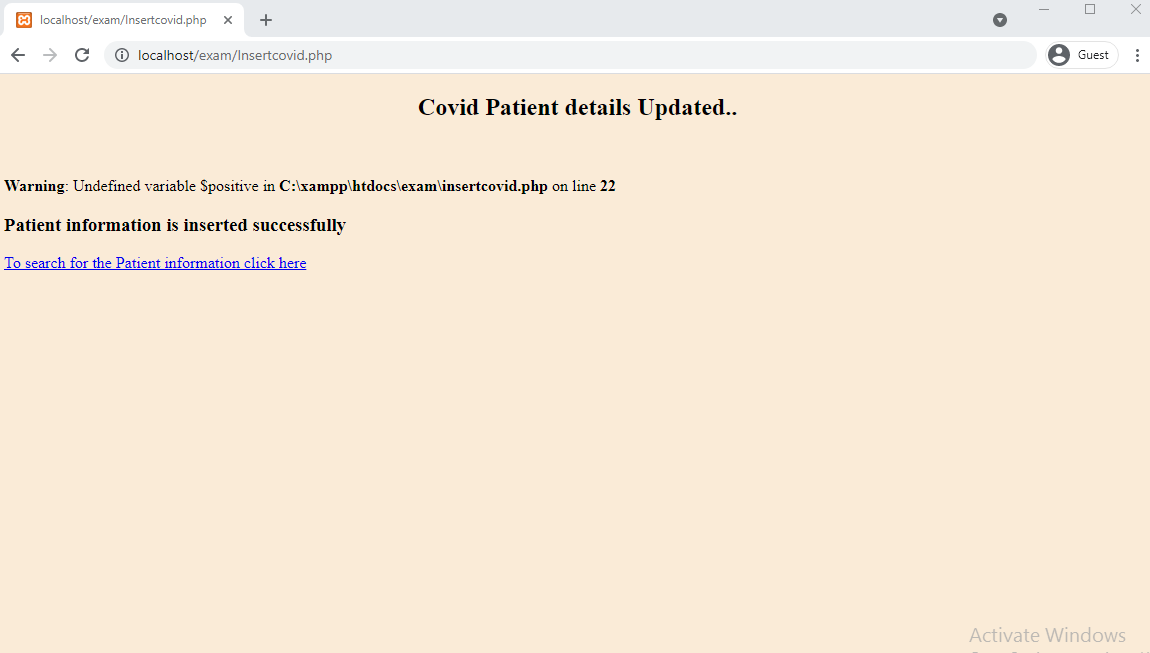 localhost/exam/Insertcovid.php
localhost/exam/Insertcovid.php
Guest
Covid Patient details Updated..
Warning: Undefined variable $positive in C:\xampp\htdocs\exam\insertcovid.php on line 22
Patient information is inserted successfully
To search for the Patient information click here
Activate Windows